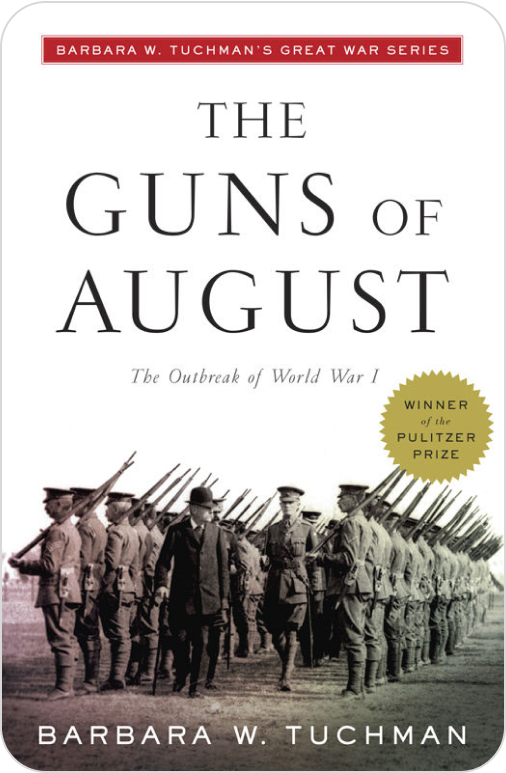 BARBARA W. TUCHMAN'S GREAT WAR SERIES
THE
GUNS OF
AUGUST
The Outbreak of World War I
WINNER
of the
PULITZER
PRIZE
BARBARA W. TUCHMAN